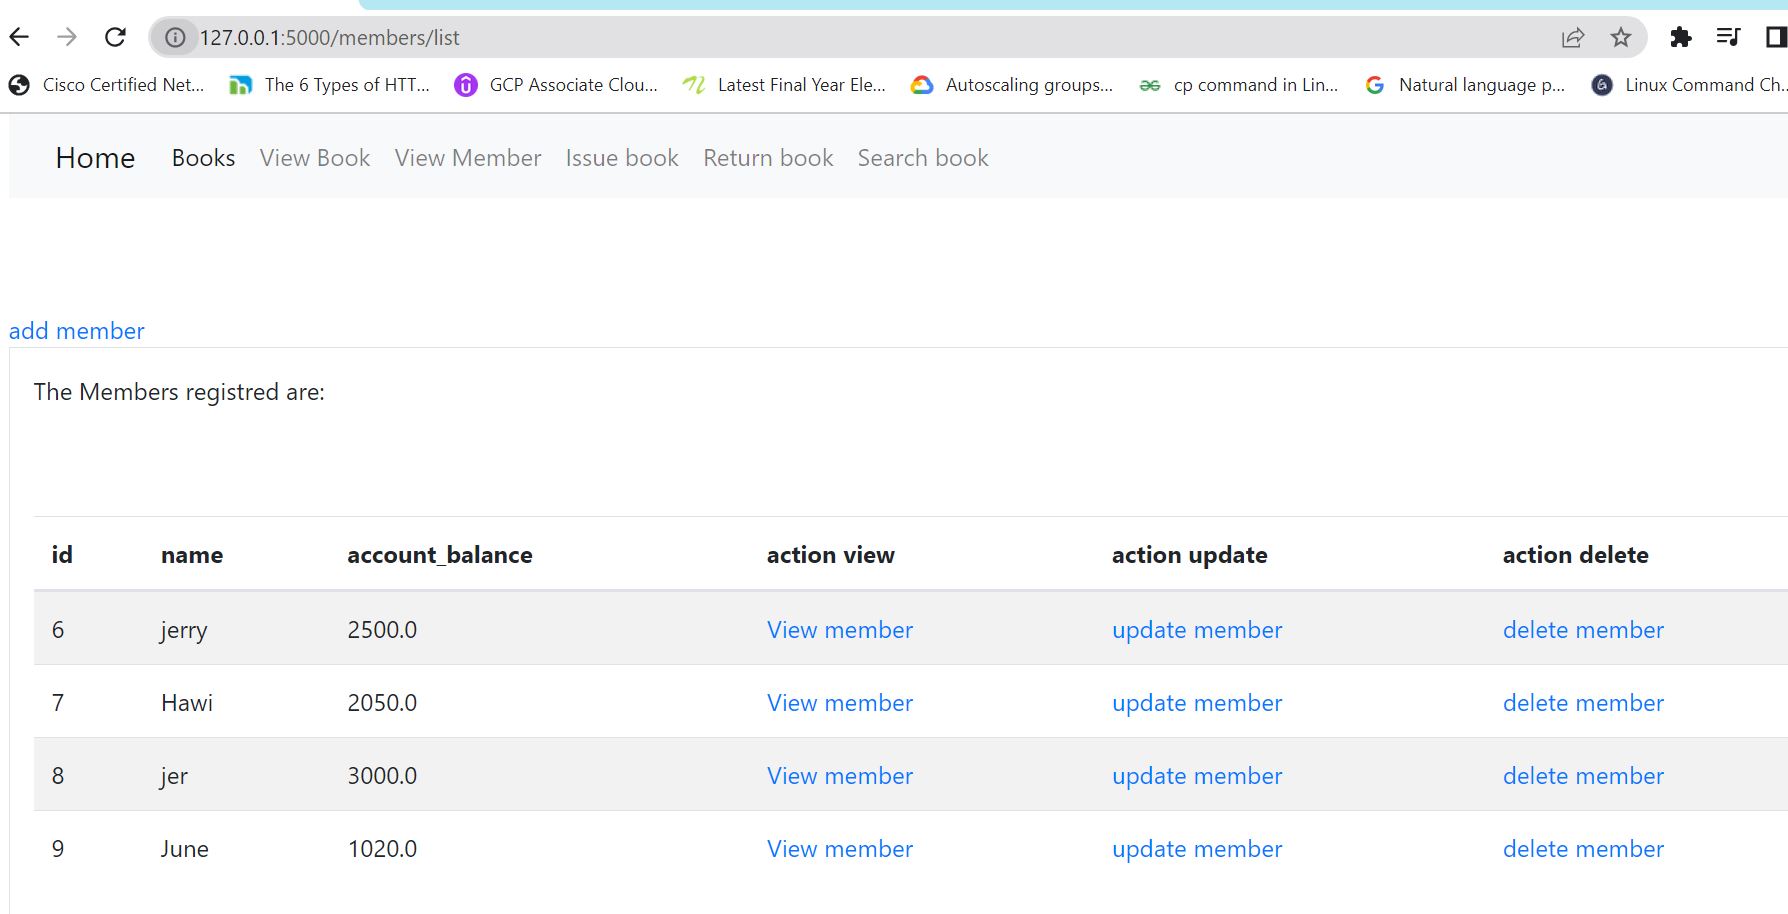 127.0.0.1:5000/members/list
Cisco Certified Net... The 6 Types of HTT... GCP Associate Clou... Latest Final Year Ele... Autoscaling groups... cp command in Lin... Natural language p... Linux Command Ch...
Home Books View Book View Member Issue book Return book Search book
add member
The Members registred are:
id name account_balance action view action update action delete
6 jerry 2500.0 View member update member delete member
7 Hawi 2050.0 View member update member delete member
8 jer 3000.0 View member update member delete member
9 June 1020.0 View member update member delete member